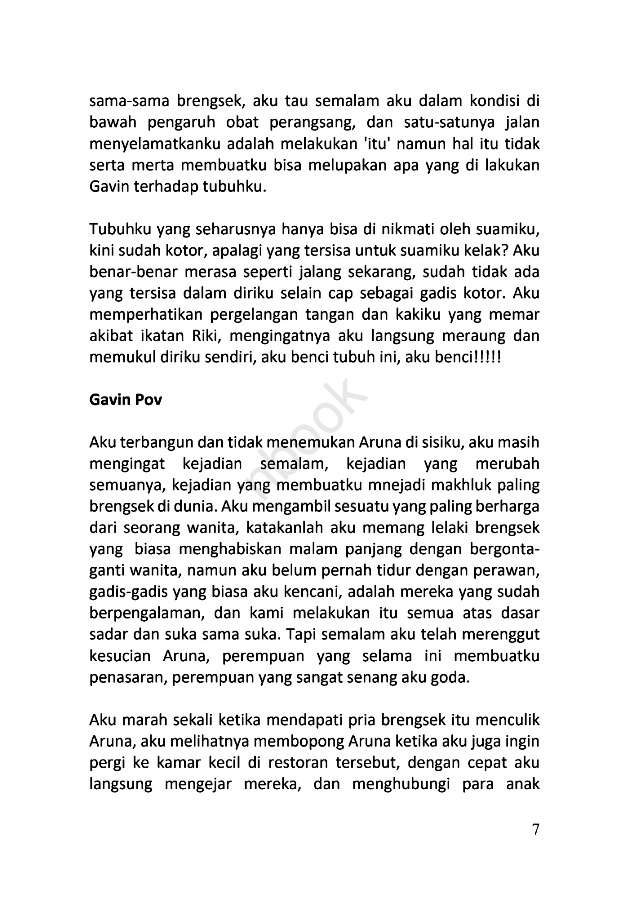 sama-sama brengsek, aku tau semalam aku dalam kondisi di
bawah pengaruh obat perangsang, dan satu-satunya jalan
menyelamatkanku adalah melakukan 'itu' namun hal itu tidak
serta merta membuatku bisa melupakan apa yang di lakukan
Gavin terhadap tubuhku.
Tubuhku yang seharusnya hanya bisa di nikmati oleh suamiku,
kini sudah kotor, apalagi yang tersisa untuk suamiku kelak? Aku
benar-benar merasa seperti jalang sekarang, sudah tidak ada
yang tersisa dalam diriku selain cap sebagai gadis kotor. Aku
memperhatikan pergelangan tangan dan kakiku yang memar
akibat ikatan Riki, mengingatnya aku langsung meraung dan
memukul diriku sendiri, aku benci tubuh ini, aku benci!!!!!
Gavin Pov
Aku terbangun dan tidak menemukan Aruna di sisiku, aku masih
mengingat kejadian semalam, kejadian yang merubah
semuanya, kejadian yang membuatku mnejadi makhluk paling
brengsek di dunia. Aku mengambil sesuatu yang paling berharga
dari seorang wanita, katakanlah aku memang lelaki brengsek
yang biasa menghabiskan malam panjang dengan bergonta-
ganti wanita, namun aku belum pernah tidur dengan perawan,
gadis-gadis yang biasa aku kencani, adalah mereka yang sudah
berpengalaman, dan kami melakukan itu semua atas dasar
sadar dan suka sama suka. Tapi semalam aku telah merenggut
kesucian Aruna, perempuan yang selama ini membuatku
penasaran, perempuan yang sangat senang aku goda.
Aku marah sekali ketika mendapati pria brengsek itu menculik
Aruna, aku melihatnya membopong Aruna ketika aku juga ingin
pergi ke kamar kecil di restoran tersebut, dengan cepat aku
langsung mengejar mereka, dan menghubungi para anak
7